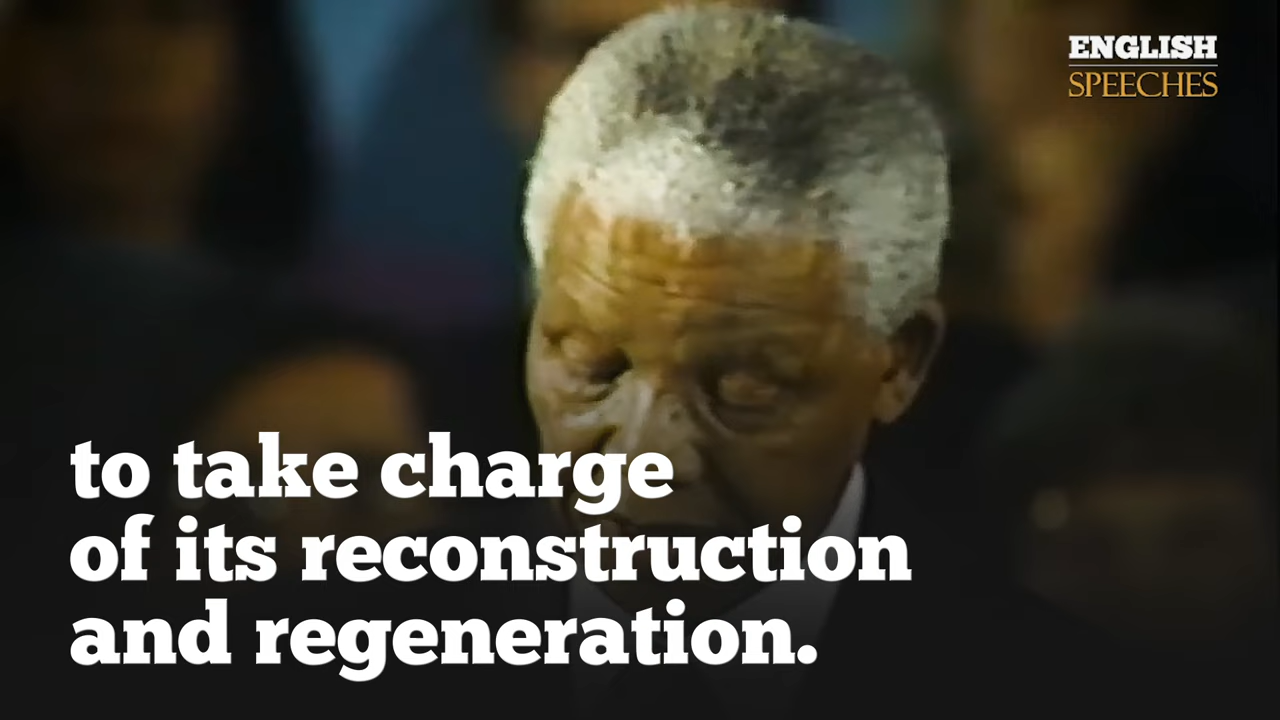 ENGLISH
SPEECHES
to take charge
of its reconstruction
and regeneration.